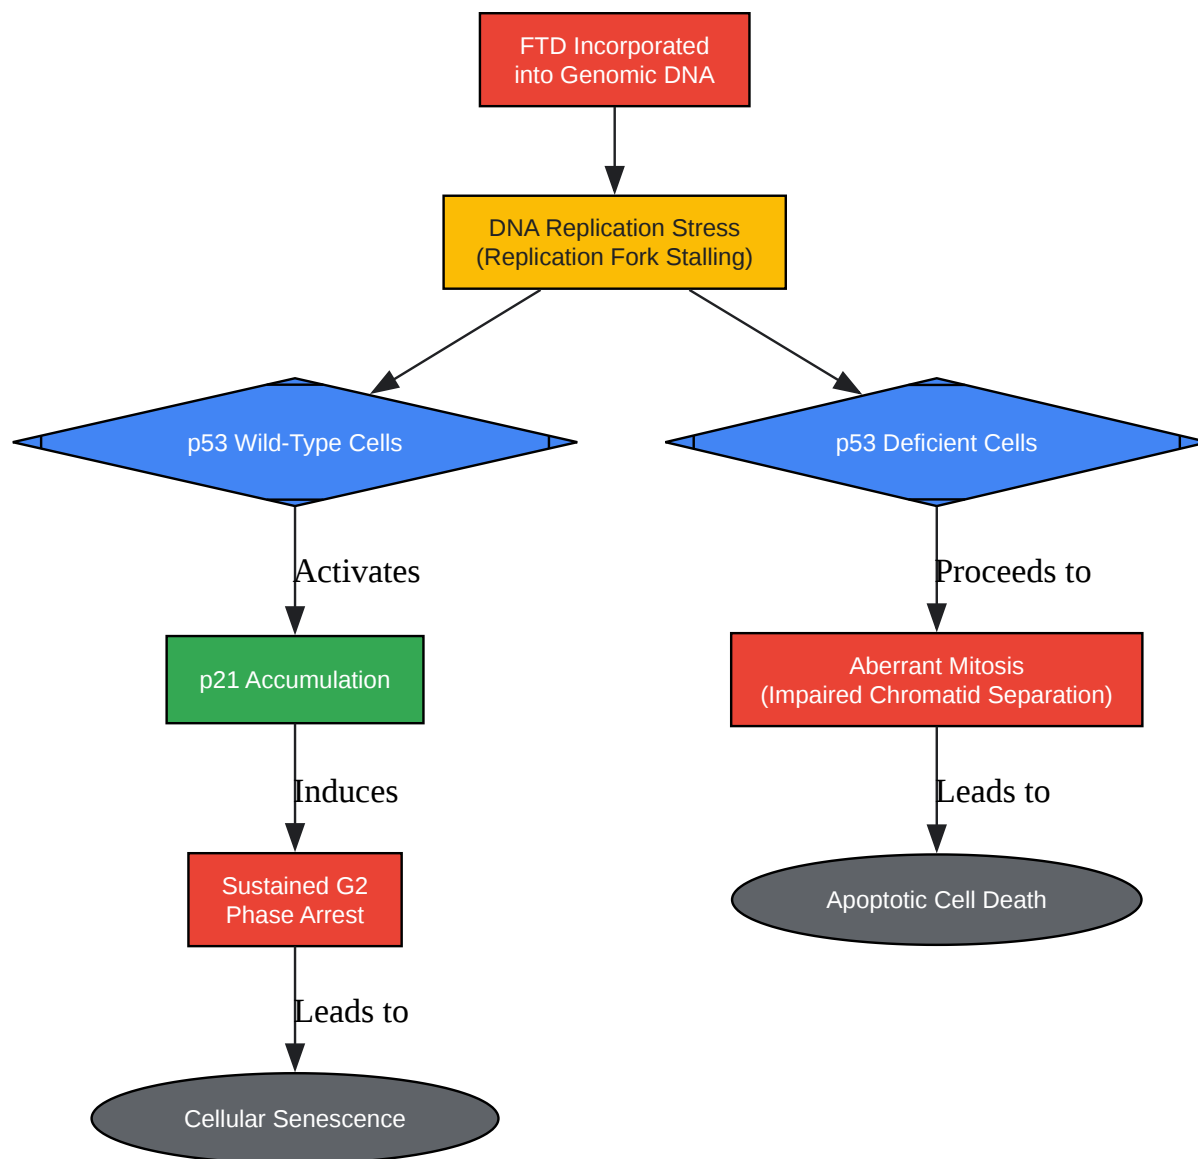 FTD Incorporated
into Genomic DNA
DNA Replication Stress
(Replication Fork Stalling)
p53 Wild-Type Cells
p53 Deficient Cells
Activates
Proceeds to
p21 Accumulation
Aberrant Mitosis
(Impaired Chromatid Separation)
Induces
Leads to
Sustained G2
Phase Arrest
Apoptotic Cell Death
Leads to
Cellular Senescence